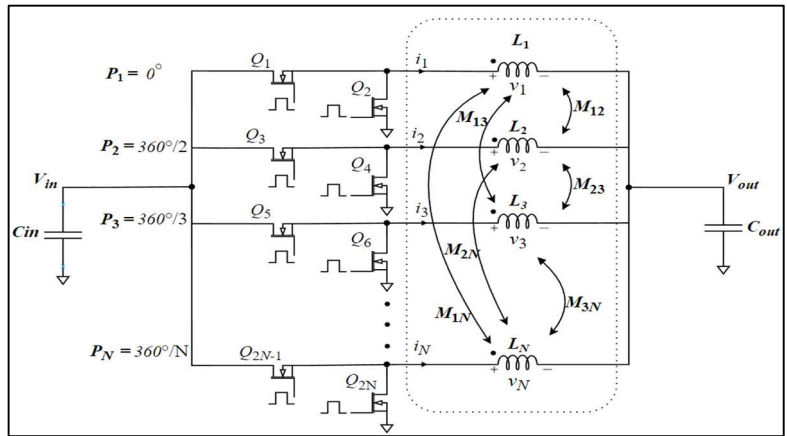 P1 = 0°
Q1
i1
L1
v1
Q2
M13
M12
P2 = 360°/2
Q3
i2
L2
v2
Vin
Q4
M23
Vout
P3 = 360°/3
Q5
i3
L3
v3
Cin
Q6
Cout
M2N
M1N
M3N
PN = 360°/N
Q2N-1
iN
LN
vN
Q2N